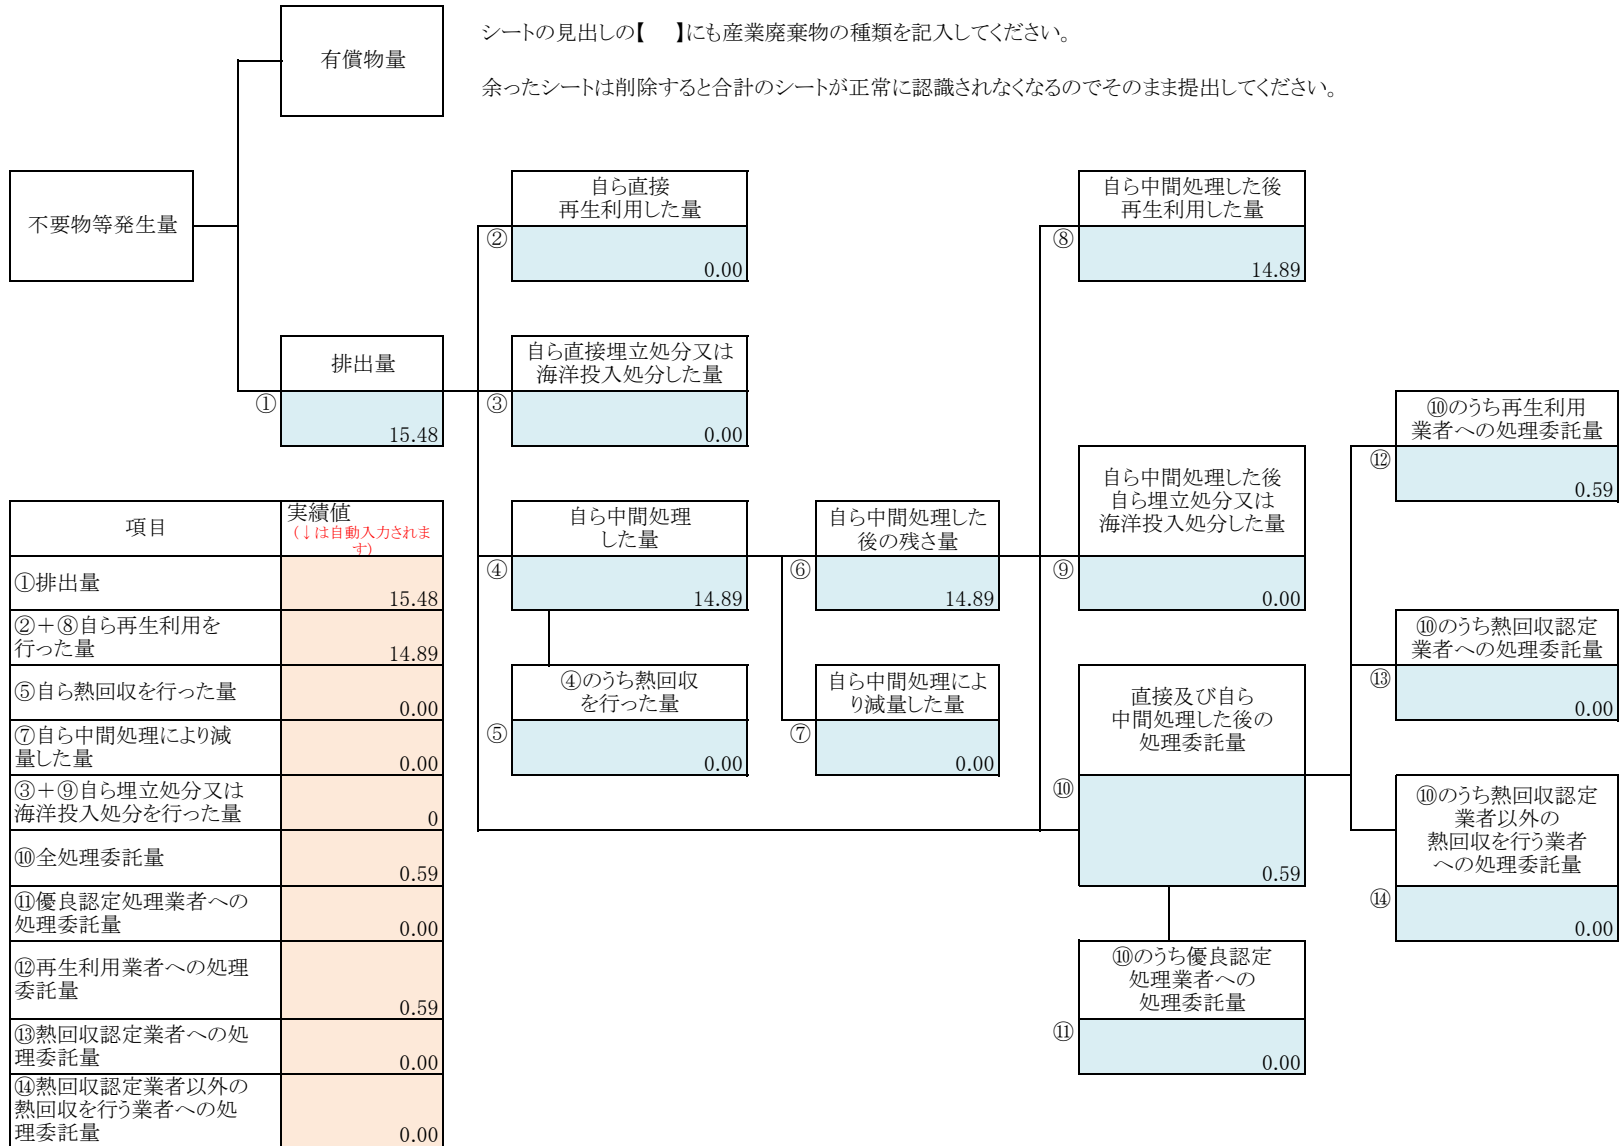 有償物量
シートの見出しの【　】にも産業廃棄物の種類を記入してください。
余ったシートは削除すると合計のシートが正常に認識されなくなるのでそのまま提出してください。
不要物等発生量
自ら直接
再生利用した量
②
0.00
自ら中間処理した後
再生利用した量
⑧
14.89
排出量
①
15.48
自ら直接埋立処分又は
海洋投入処分した量
③
0.00
⑩のうち再生利用
業者への処理委託量
⑫
0.59
自ら中間処理
した量
④
14.89
自ら中間処理した
後の残さ量
⑥
14.89
自ら中間処理した後
自ら埋立処分又は
海洋投入処分した量
⑨
0.00
⑩のうち熱回収認定
業者への処理委託量
⑬
0.00
④のうち熱回収
を行った量
⑤
0.00
自ら中間処理によ
り減量した量
⑦
0.00
直接及び自ら
中間処理した後の
処理委託量
⑩
0.59
⑩のうち熱回収認定
業者以外の
熱回収を行う業者
への処理委託量
⑭
0.00
⑩のうち優良認定
処理業者への
処理委託量
⑪
0.00
項目
実績値
（↓は自動入力されま
す）
①排出量
15.48
②＋⑧自ら再生利用を
行った量
14.89
⑤自ら熱回収を行った量
0.00
⑦自ら中間処理により減
量した量
0.00
③＋⑨自ら埋立処分又は
海洋投入処分を行った量
0
⑩全処理委託量
0.59
⑪優良認定処理業者への
処理委託量
0.00
⑫再生利用業者への処理
委託量
0.59
⑬熱回収認定業者への処
理委託量
0.00
⑭熱回収認定業者以外の
熱回収を行う業者への処
理委託量
0.00